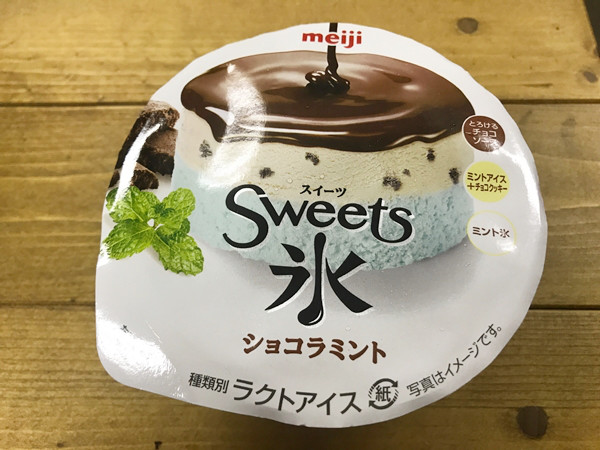 meiji
とろける
チョコ
ソース
ミントアイス
+チョコクッキー
ミント氷
スイーツ
Sweets
氷
ショコラミント
種類別 ラクトアイス 紙 写真はイメージです。